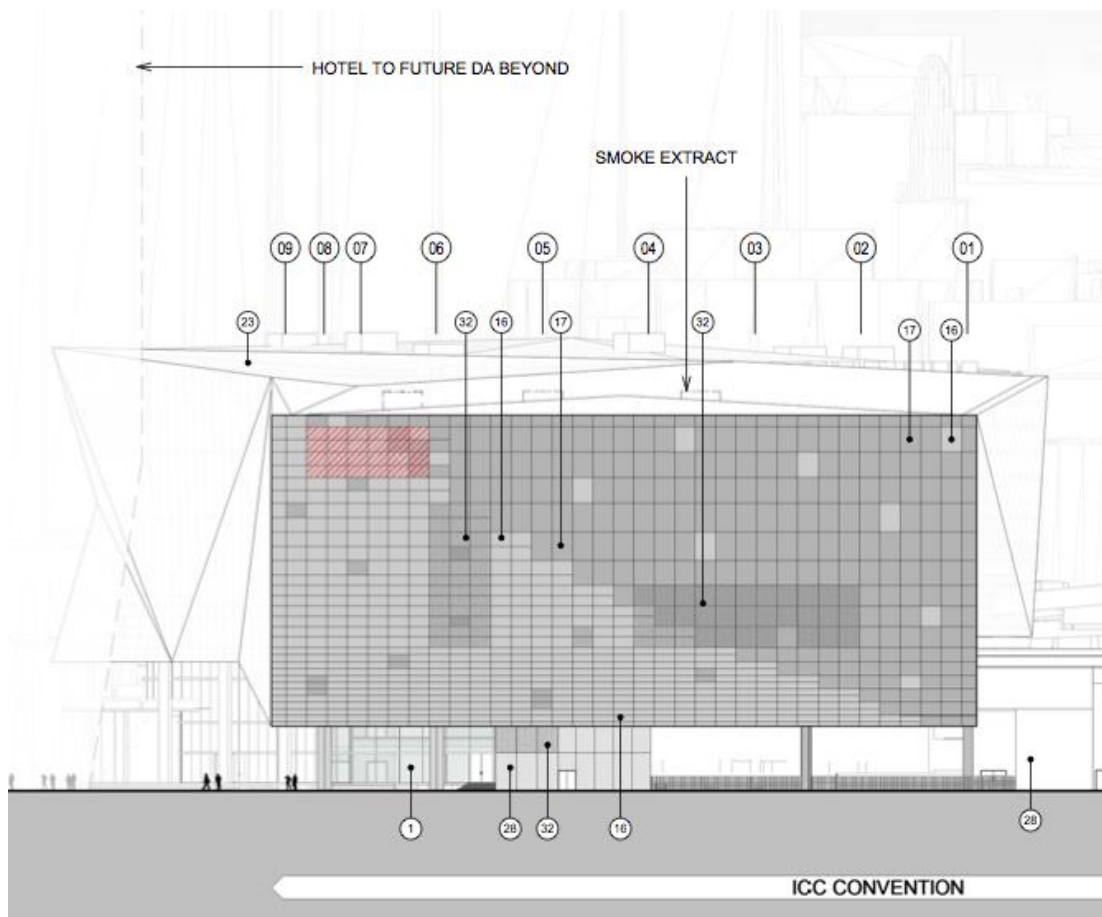 HOTEL TO FUTURE DA BEYOND
SMOKE EXTRACT
09 08 07 06 05 04 03 02 01
23 32 16 17 32 17 16
1 28 32 16 28
ICC CONVENTION